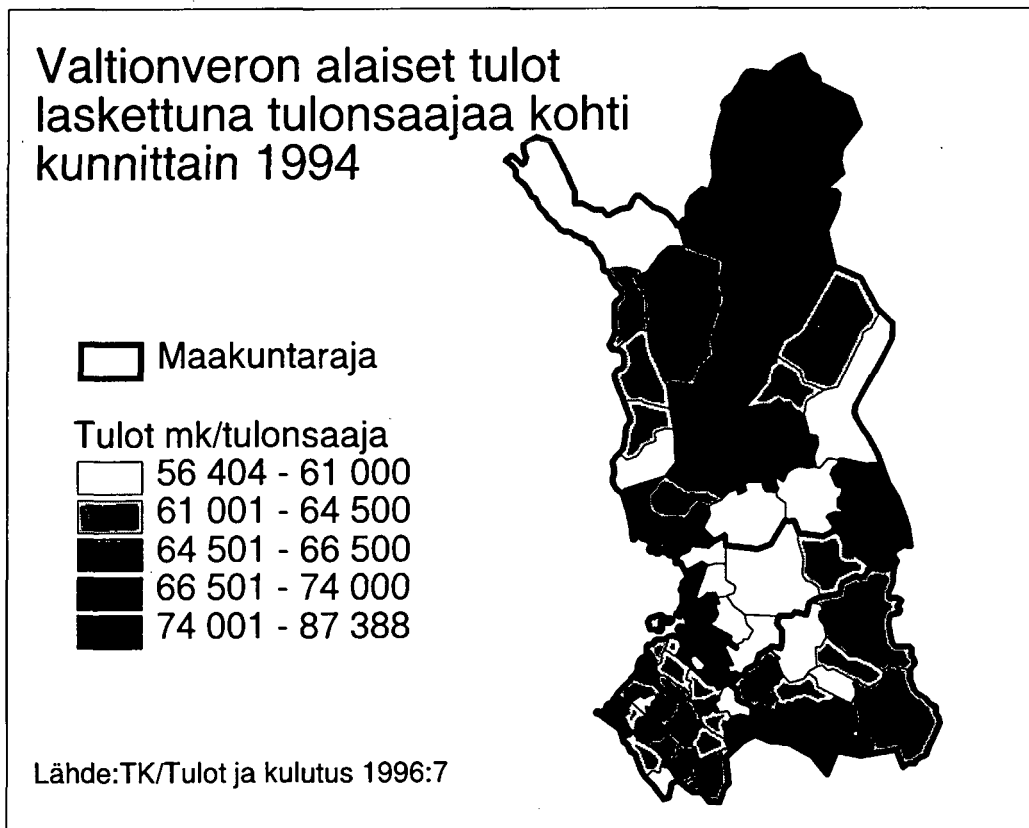 Valtionveron alaiset tulot
laskettuna tulonsaajaa kohti
kunnittain 1994
Maakuntaraja
Tulot mk/tulonsaaja
56 404 - 61 000
61 001 - 64 500
64 501 - 66 500
66 501 - 74 000
74 001 - 87 388
Lähde:TK/Tulot ja kulutus 1996:7